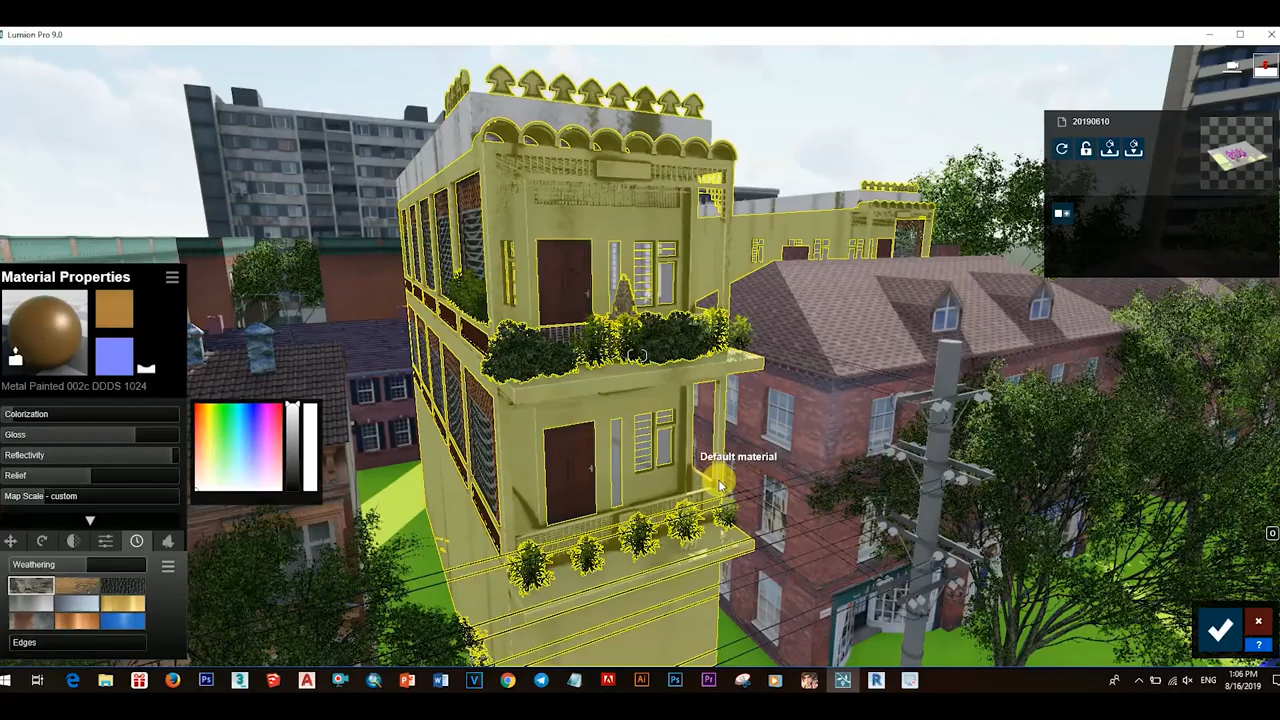 Lumion Pro 9.0
20190610
Material Properties
Metal Painted 002c DDDS 1024
Colorization
Gloss
Reflectivity
Relief
Map Scale - custom
Default material
Weathering
Edges
?
ENG
1:06 PM
8/16/2019